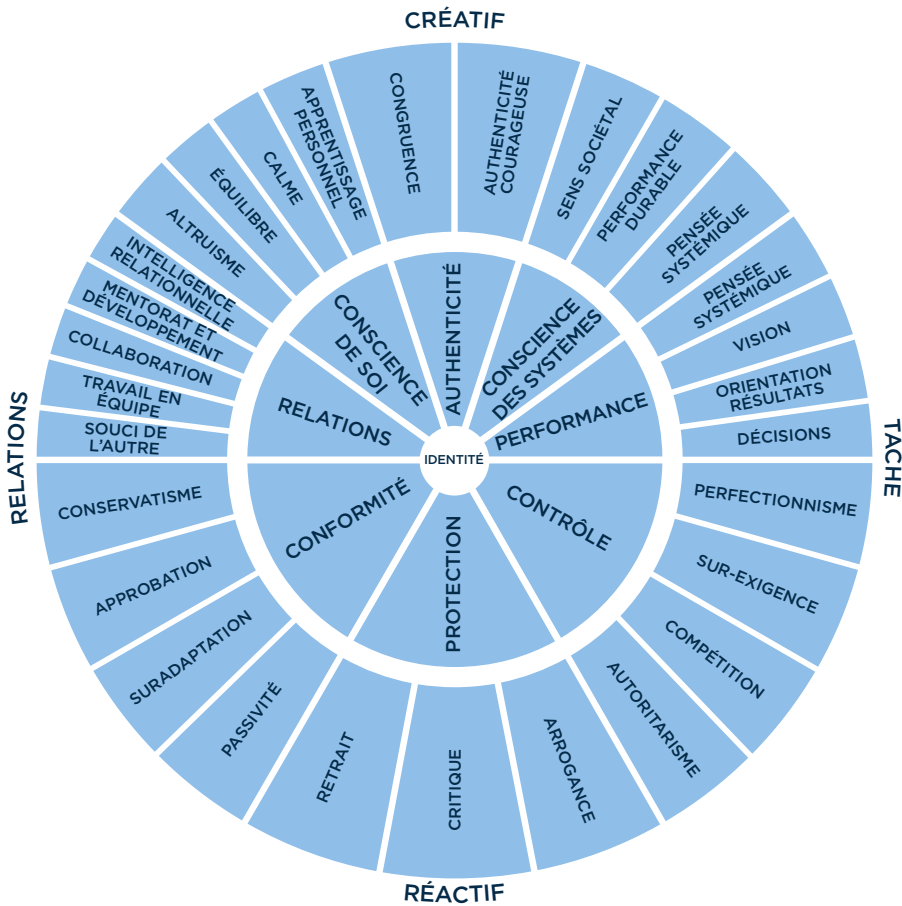 CRÉATIF
CONGRUENCE
AUTHENTICITÉ
COURAGEUSE
SENS SOCIÉTAL
PERFORMANCE
DURABLE
PENSÉE
SYSTÉMIQUE
PENSÉE
SYSTÉMIQUE
VISION
ORIENTATION
RÉSULTATS
DÉCISIONS
TACHE
PERFECTIONNISME
SUR-EXIGENCE
COMPÉTITION
AUTORITARISME
ARROGANCE
CRITIQUE
RÉACTIF
RETRAIT
PASSIVITÉ
SURADAPTATION
APPROBATION
CONSERVATISME
RELATIONS
SOUCI DE
L'AUTRE
TRAVAIL EN
ÉQUIPE
COLLABORATION
MENTORAT ET
DÉVELOPPEMENT
INTELLIGENCE
RELATIONNELLE
ALTRUISME
ÉQUILIBRE
CALME
APPRENTISSAGE
PERSONNEL
AUTHENTICITÉ
CONSCIENCE
DES SYSTÈMES
PERFORMANCE
CONTRÔLE
PROTECTION
CONFORMITÉ
RELATIONS
CONSCIENCE
DE SOI
IDENTITÉ